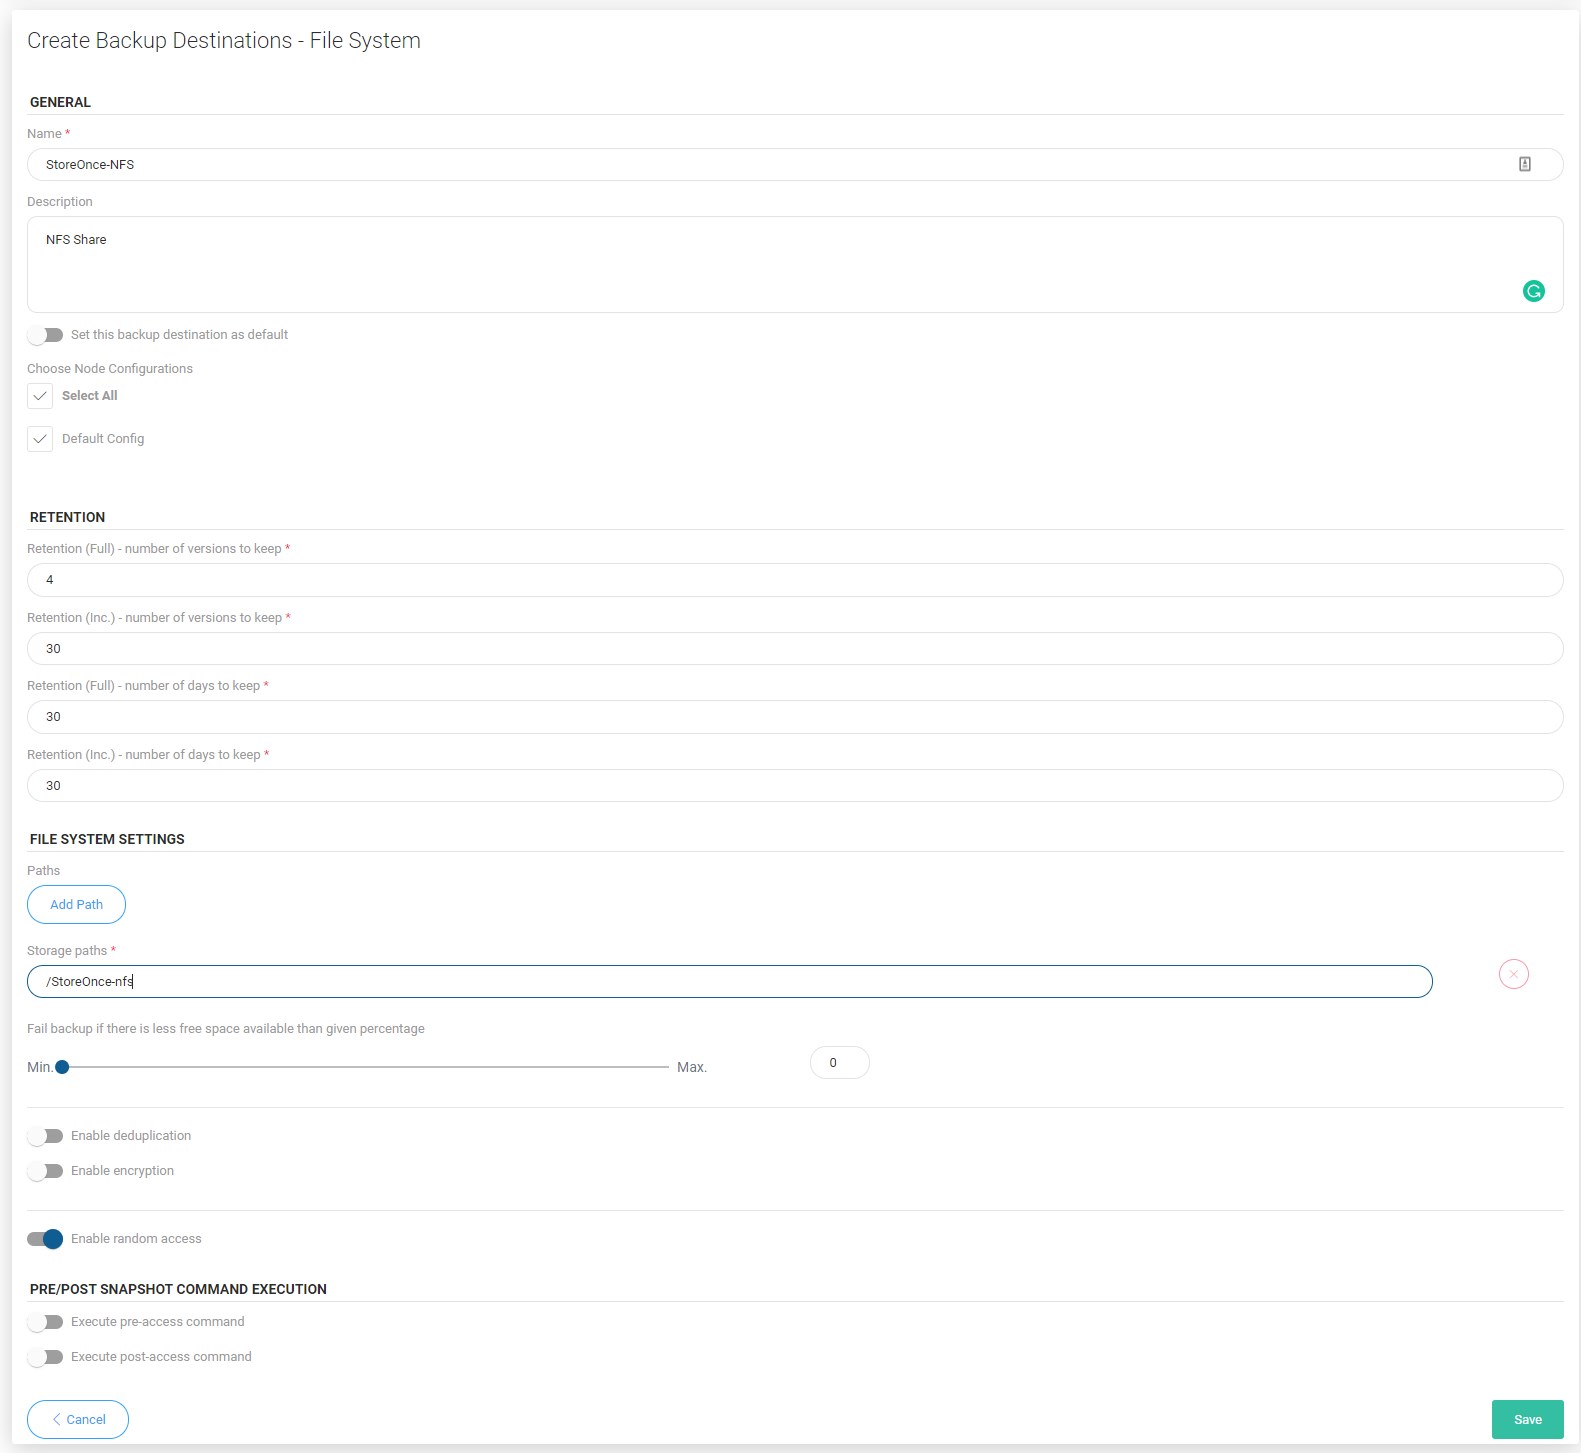 Create Backup Destinations - File System
GENERAL
Name *
StoreOnce-NFS
Description
NFS Share
Set this backup destination as default
Choose Node Configurations
Select All
Default Config
RETENTION
Retention (Full) - number of versions to keep *
4
Retention (Inc.) - number of versions to keep *
30
Retention (Full) - number of days to keep *
30
Retention (Inc.) - number of days to keep *
30
FILE SYSTEM SETTINGS
Paths
Add Path
Storage paths *
/StoreOnce-nfs
Fail backup if there is less free space available than given percentage
Min. Max. 0
Enable deduplication
Enable encryption
Enable random access
PRE/POST SNAPSHOT COMMAND EXECUTION
Execute pre-access command
Execute post-access command
Cancel Save